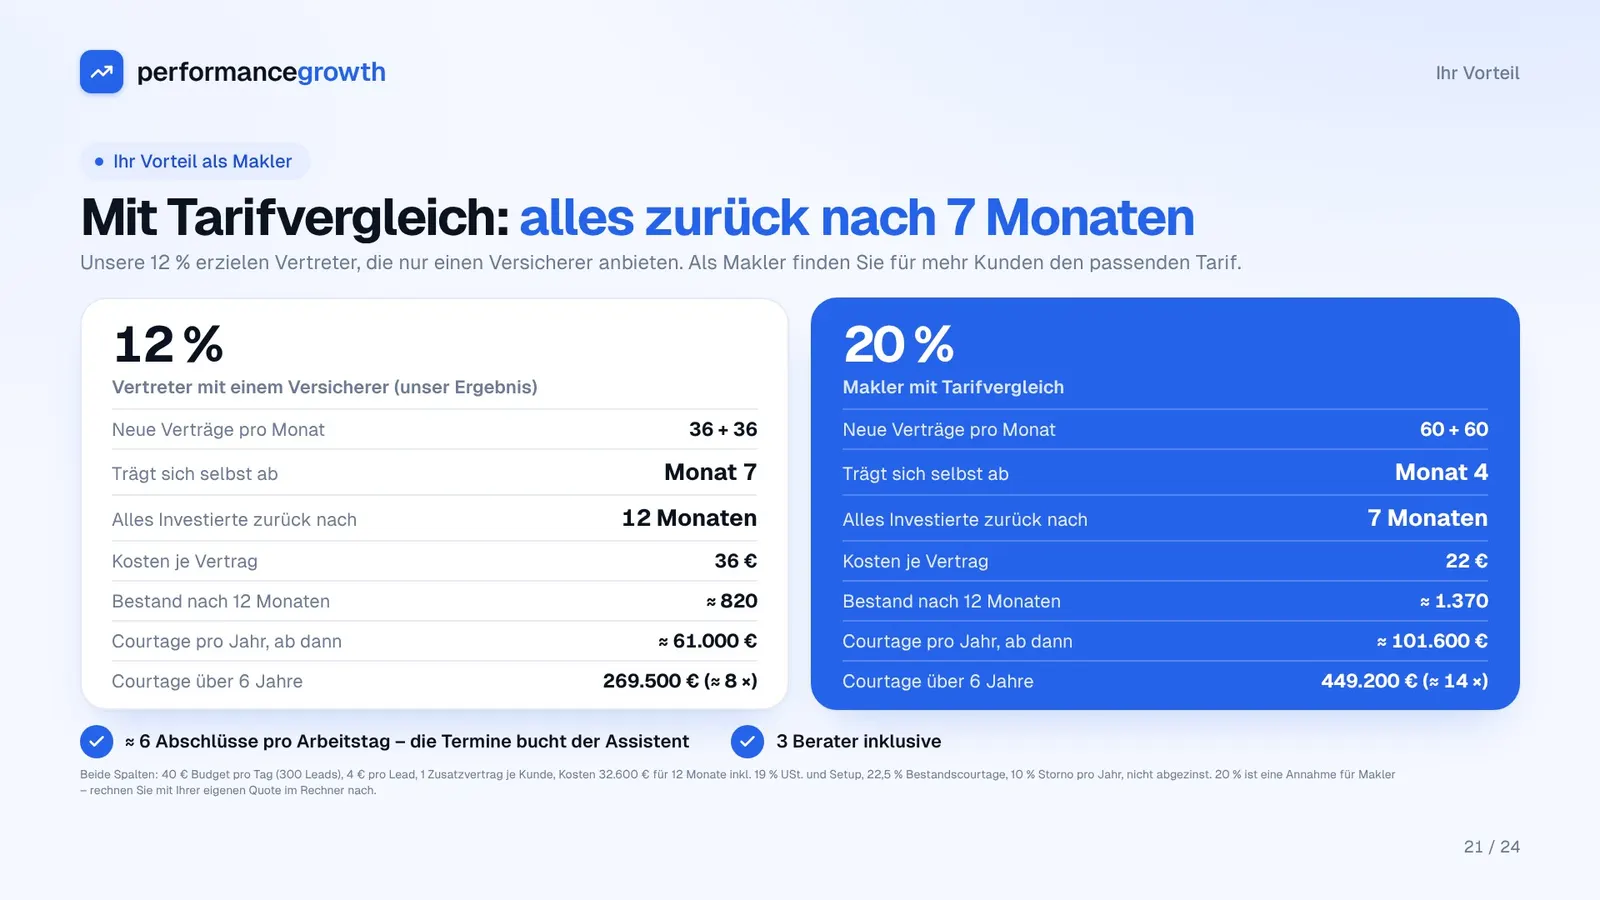 performancegrowth
Ihr Vorteil
Ihr Vorteil als Makler
Mit Tarifvergleich: alles zurück nach 7 Monaten
Unsere 12 % erzielen Vertreter, die nur einen Versicherer anbieten. Als Makler finden Sie für mehr Kunden den passenden Tarif.
12 %
Vertreter mit einem Versicherer (unser Ergebnis)
Neue Verträge pro Monat 36 + 36
Trägt sich selbst ab Monat 7
Alles Investierte zurück nach 12 Monaten
Kosten je Vertrag 36 €
Bestand nach 12 Monaten ≈ 820
Courtage pro Jahr, ab dann ≈ 61.000 €
Courtage über 6 Jahre 269.500 € (≈ 8 ×)
20 %
Makler mit Tarifvergleich
Neue Verträge pro Monat 60 + 60
Trägt sich selbst ab Monat 4
Alles Investierte zurück nach 7 Monaten
Kosten je Vertrag 22 €
Bestand nach 12 Monaten ≈ 1.370
Courtage pro Jahr, ab dann ≈ 101.600 €
Courtage über 6 Jahre 449.200 € (≈ 14 ×)
≈ 6 Abschlüsse pro Arbeitstag – die Termine bucht der Assistent
3 Berater inklusive
Beide Spalten: 40 € Budget pro Tag (300 Leads), 4 € pro Lead, 1 Zusatzvertrag je Kunde, Kosten 32.600 € für 12 Monate inkl. 19 % USt. und Setup, 22,5 % Bestandscourtage, 10 % Storno pro Jahr, nicht abgezinst. 20 % ist eine Annahme für Makler
– rechnen Sie mit Ihrer eigenen Quote im Rechner nach.
21 / 24